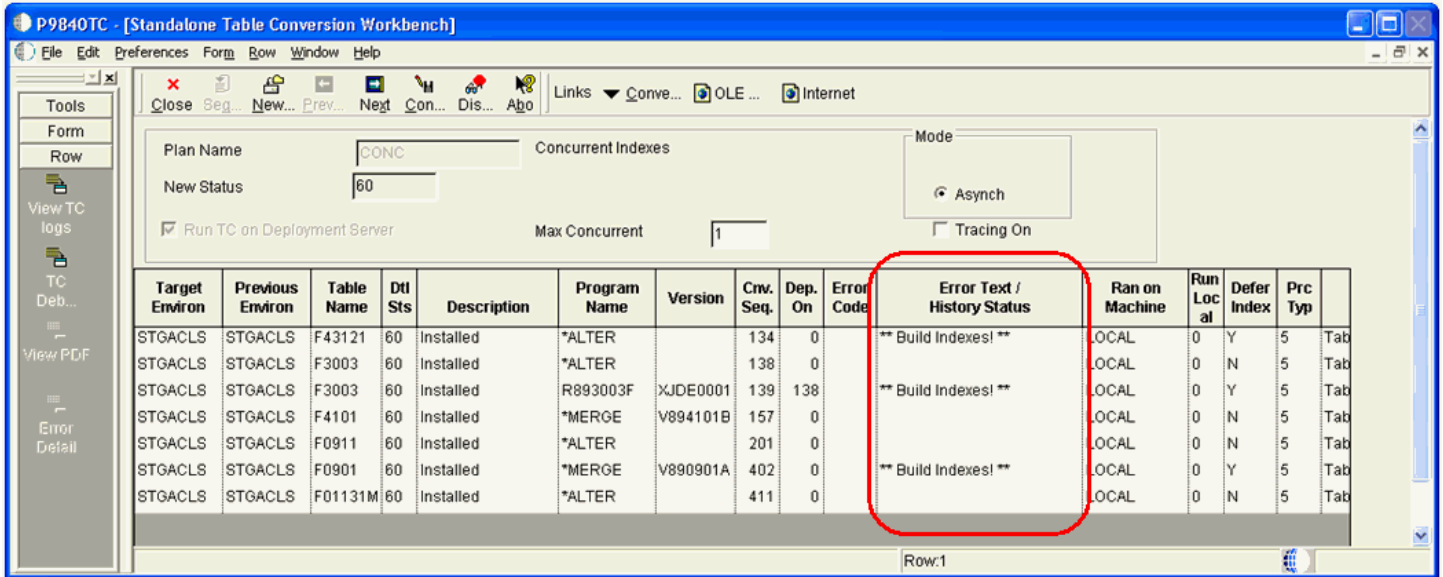 P9840TC - [Standalone Table Conversion Workbench]
File Edit Preferences Form Row Window Help
Tools
Form
Row
View TC logs
TC Deb...
View PDF
Error Detail
Close Seq... New... Prev... Next Con... Dis... Abo Links Conve... OLE ... Internet
Plan Name CONC Concurrent Indexes
Mode
New Status 60
Asynch
Run TC on Deployment Server Max Concurrent 1 Tracing On
Target Environ Previous Environ Table Name Dtl Sts Description Program Name Version Cnv. Seq. Dep. On Error Code Error Text / History Status Ran on Machine Run Loc al Defer Index Prc Typ
STGACLS STGACLS F43121 60 Installed *ALTER 134 0 ** Build Indexes! ** LOCAL 0 Y 5 Tab
STGACLS STGACLS F3003 60 Installed *ALTER 138 0 LOCAL 0 N 5 Tab
STGACLS STGACLS F3003 60 Installed R893003F XJDE0001 139 138 ** Build Indexes! ** LOCAL 0 Y 5 Tab
STGACLS STGACLS F4101 60 Installed *MERGE V894101B 157 0 LOCAL 0 N 5 Tab
STGACLS STGACLS F0911 60 Installed *ALTER 201 0 LOCAL 0 N 5 Tab
STGACLS STGACLS F0901 60 Installed *MERGE V890901A 402 0 ** Build Indexes! ** LOCAL 0 Y 5 Tab
STGACLS STGACLS F01131M 60 Installed *ALTER 411 0 LOCAL 0 N 5 Tab
Row:1